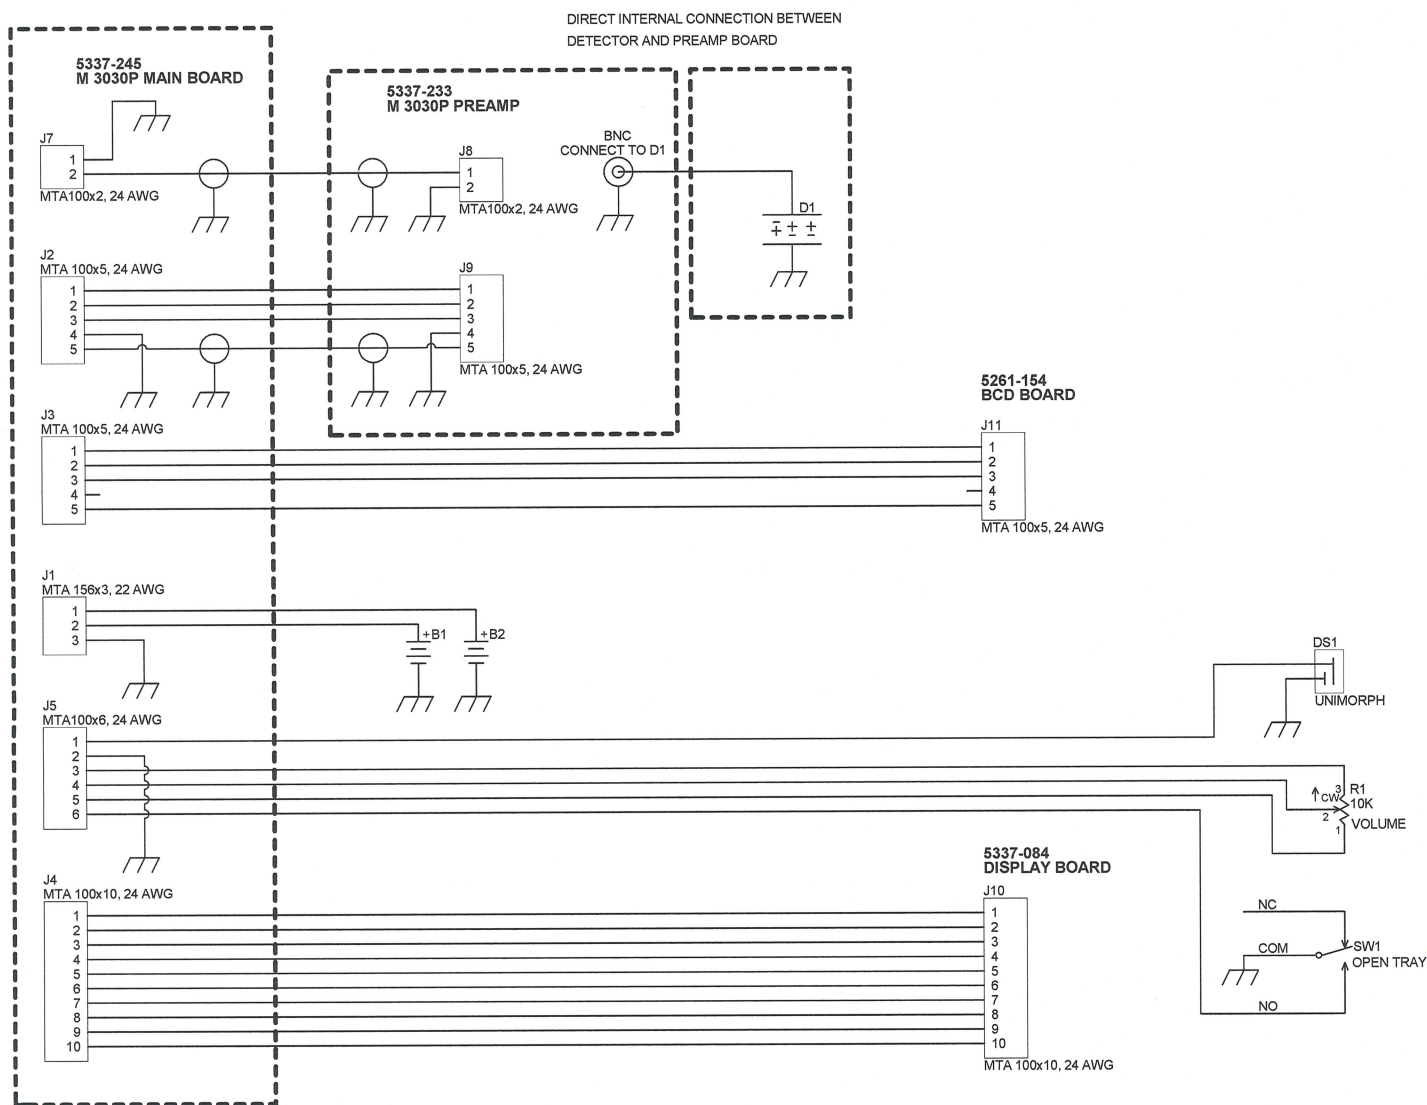 DIRECT INTERNAL CONNECTION BETWEEN
DETECTOR AND PREAMP BOARD
5337-245
M 3030P MAIN BOARD
5337-233
M 3030P PREAMP
J7
1
2
MTA100x2, 24 AWG
J8
1
2
MTA100x2, 24 AWG
BNC
CONNECT TO D1
D1
J2
MTA 100x5, 24 AWG
1
2
3
4
5
J9
1
2
3
4
5
MTA 100x5, 24 AWG
J3
MTA 100x5, 24 AWG
1
2
3
4
5
5261-154
BCD BOARD
J11
1
2
3
4
5
MTA 100x5, 24 AWG
J1
MTA 156x3, 22 AWG
1
2
3
+B1
+B2
DS1
UNIMORPH
J5
MTA100x6, 24 AWG
1
2
3
4
5
6
3
CW
2
1
R1
10K
VOLUME
J4
MTA 100x10, 24 AWG
1
2
3
4
5
6
7
8
9
10
5337-084
DISPLAY BOARD
J10
1
2
3
4
5
6
7
8
9
10
MTA 100x10, 24 AWG
NC
COM
SW1
OPEN TRAY
NO